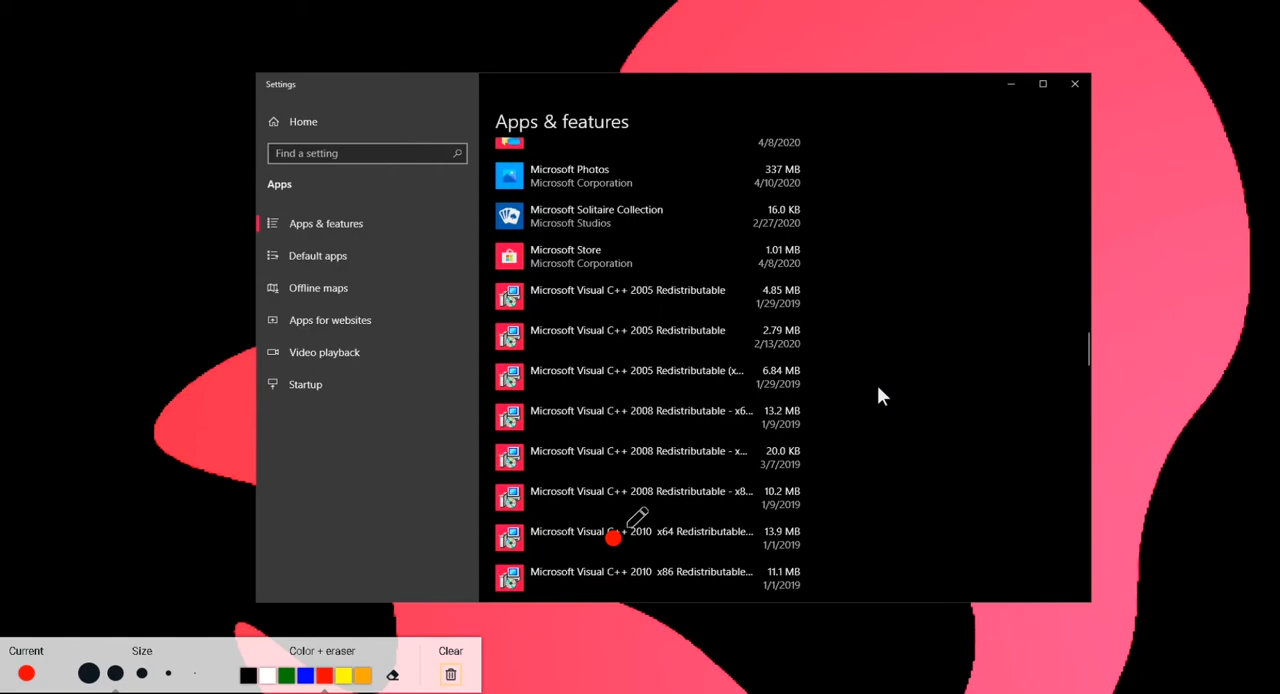 Settings
Home
Find a setting
Apps
Apps & features
Default apps
Offline maps
Apps for websites
Video playback
Startup
Apps & features
4/8/2020
Microsoft Photos 337 MB
Microsoft Corporation 4/10/2020
Microsoft Solitaire Collection 16.0 KB
Microsoft Studios 2/27/2020
Microsoft Store 1.01 MB
Microsoft Corporation 4/8/2020
Microsoft Visual C++ 2005 Redistributable 4.85 MB
1/29/2019
Microsoft Visual C++ 2005 Redistributable 2.79 MB
2/13/2020
Microsoft Visual C++ 2005 Redistributable (x... 6.84 MB
1/29/2019
Microsoft Visual C++ 2008 Redistributable - x6... 13.2 MB
1/9/2019
Microsoft Visual C++ 2008 Redistributable - x... 20.0 KB
3/7/2019
Microsoft Visual C++ 2008 Redistributable - x8... 10.2 MB
1/9/2019
Microsoft Visual C++ 2010 x64 Redistributable... 13.9 MB
1/1/2019
Microsoft Visual C++ 2010 x86 Redistributable... 11.1 MB
1/1/2019
Current Size Color + eraser Clear